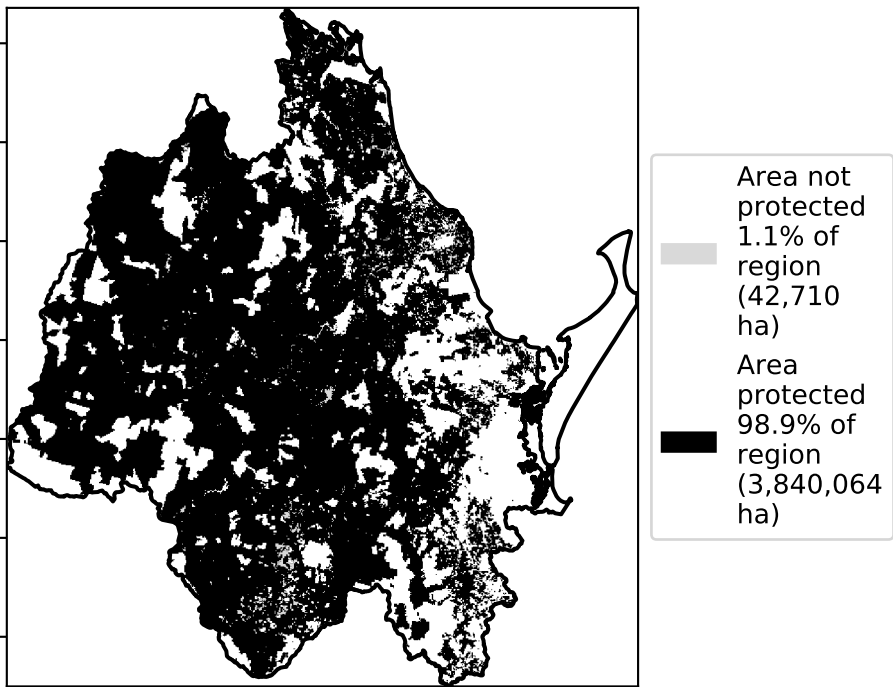 Area not
protected
1.1% of
region
(42,710
ha)
Area
protected
98.9% of
region
(3,840,064
ha)